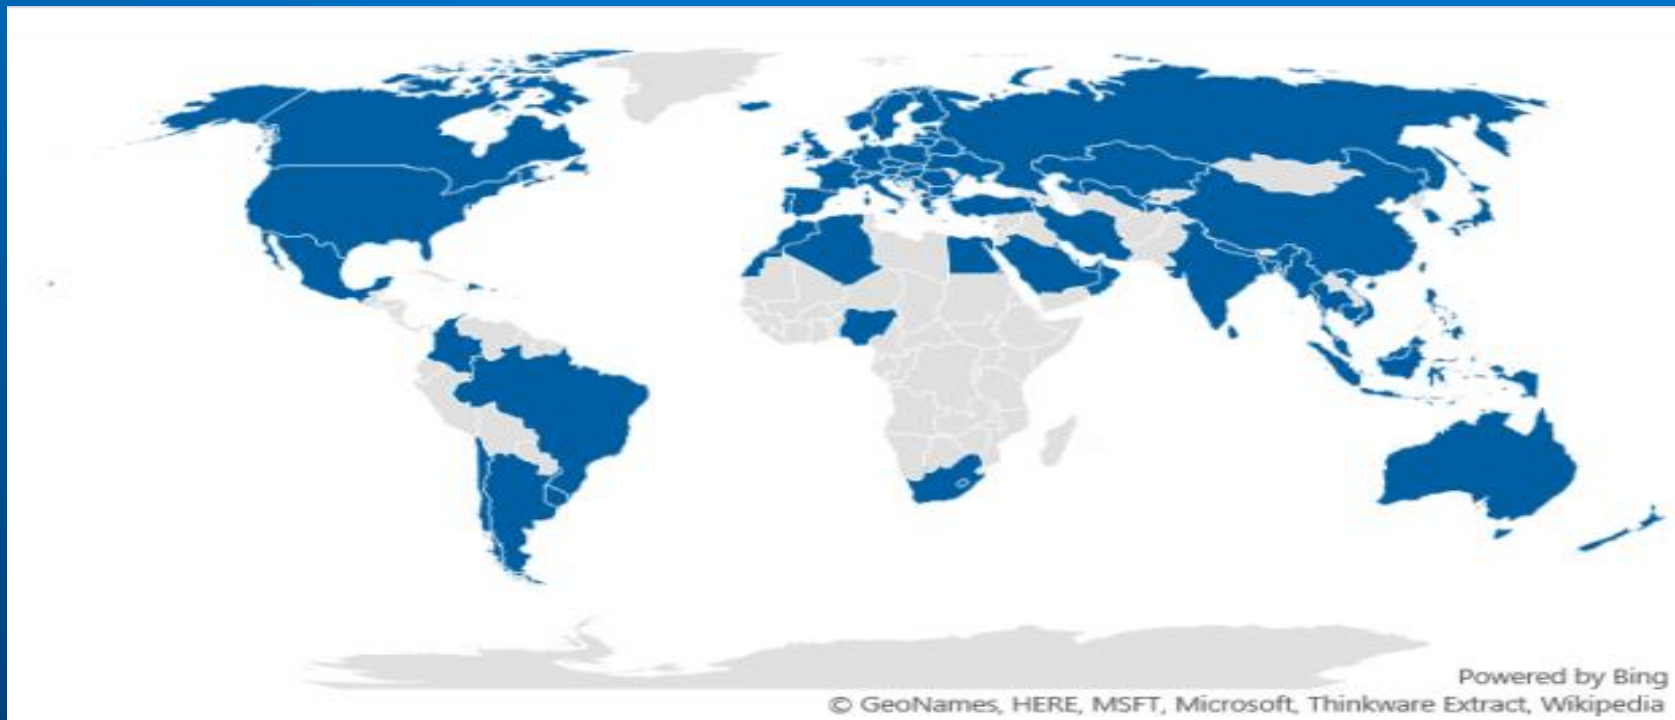 Powered by Bing
© GeoNames, HERE, MSFT, Microsoft, Thinkware Extract, Wikipedia